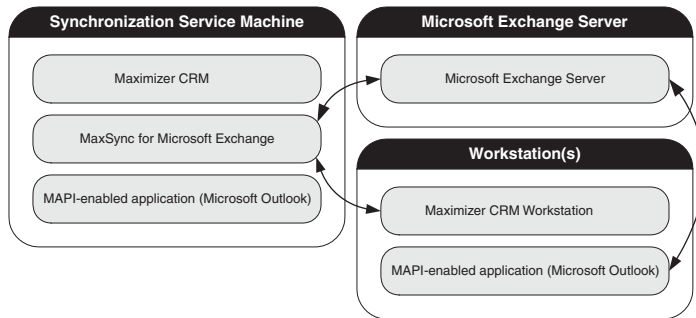 Synchronization Service Machine
Maximizer CRM
MaxSync for Microsoft Exchange
MAPI-enabled application (Microsoft Outlook)
Microsoft Exchange Server
Microsoft Exchange Server
Workstation(s)
Maximizer CRM Workstation
MAPI-enabled application (Microsoft Outlook)